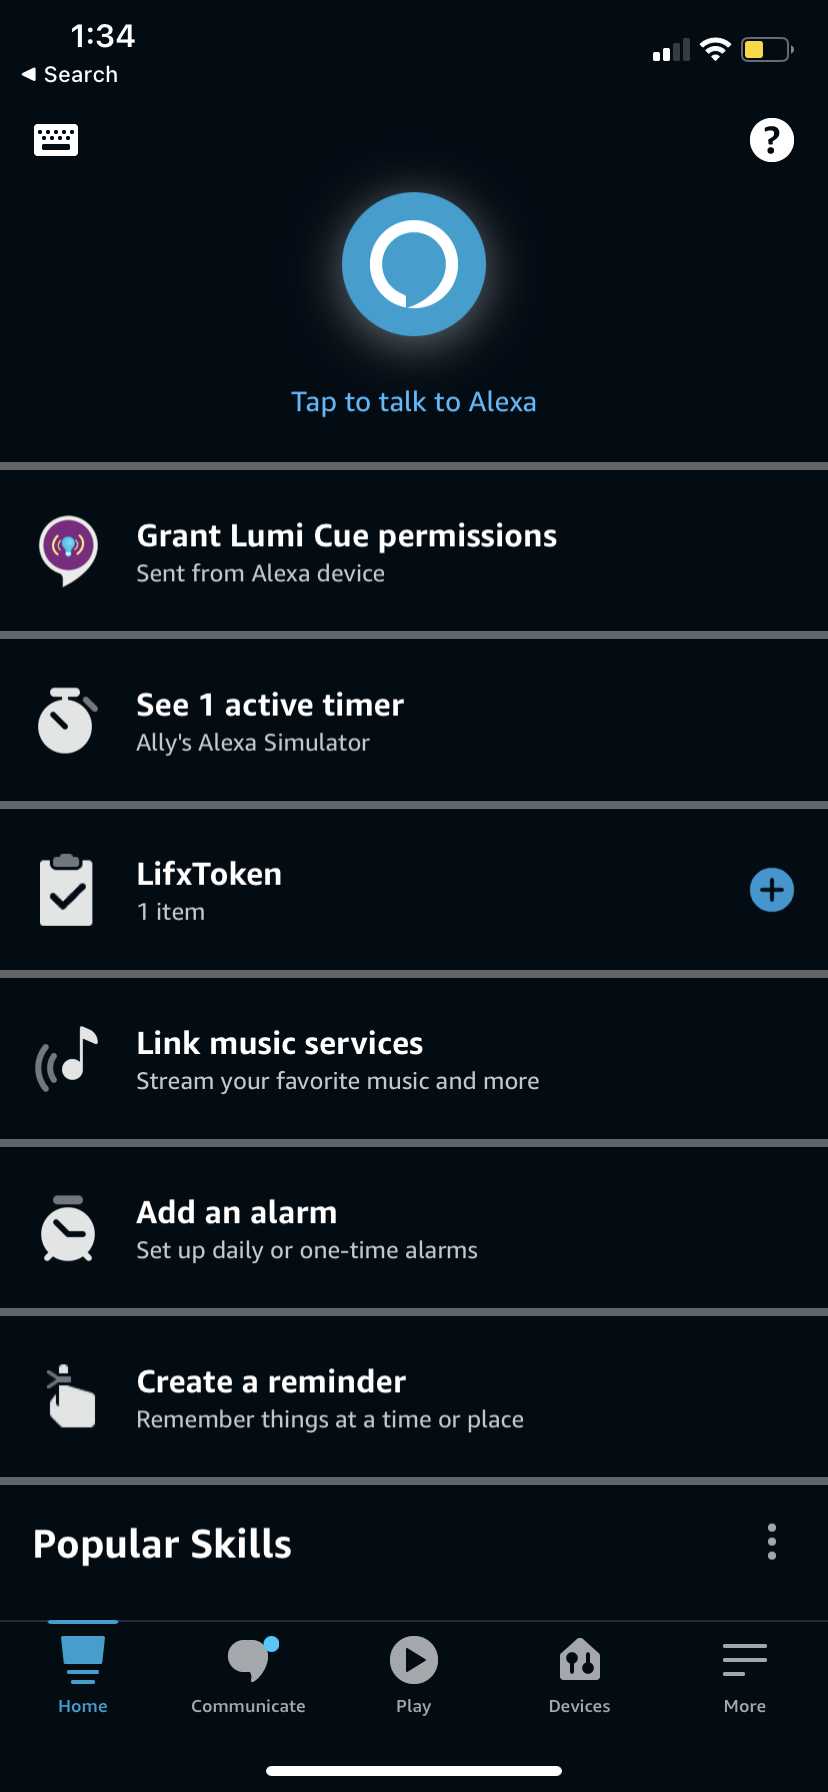 1:34
◀ Search
?
Tap to talk to Alexa
Grant Lumi Cue permissions
Sent from Alexa device
See 1 active timer
Ally's Alexa Simulator
LifxToken
1 item
Link music services
Stream your favorite music and more
Add an alarm
Set up daily or one-time alarms
Create a reminder
Remember things at a time or place
Popular Skills
Home
Communicate
Play
Devices
More